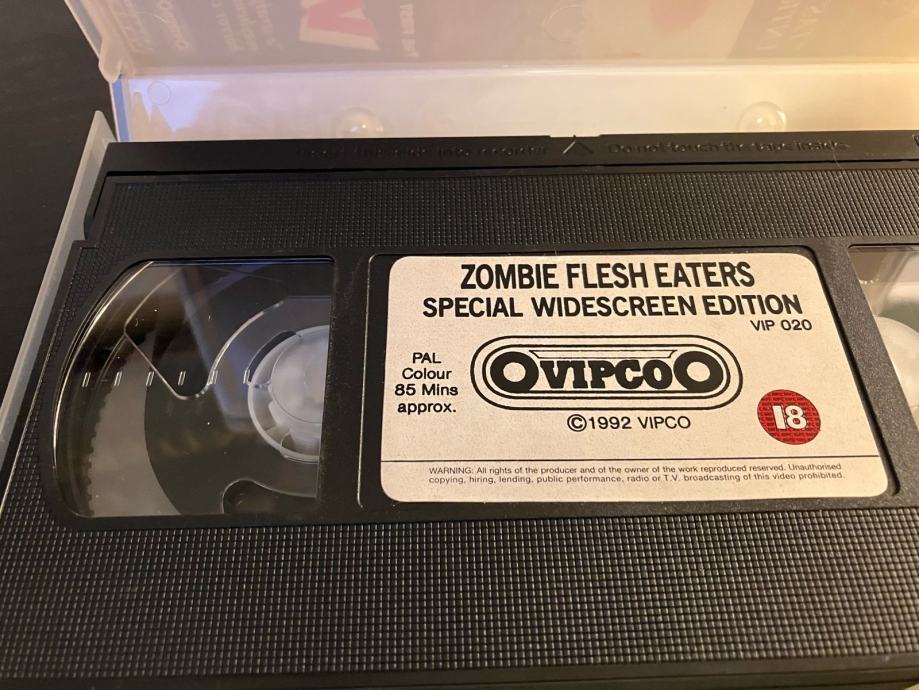 Do not touch the tape inside
ZOMBIE FLESH EATERS
SPECIAL WIDESCREEN EDITION
VIP 020
PAL
Colour
85 Mins
approx.
VIPCO
©1992 VIPCO
18
WARNING: All rights of the producer and of the owner of the work reproduced reserved. Unauthorised
copying, hiring, lending, public performance, radio or T.V. broadcasting of this video prohibited.